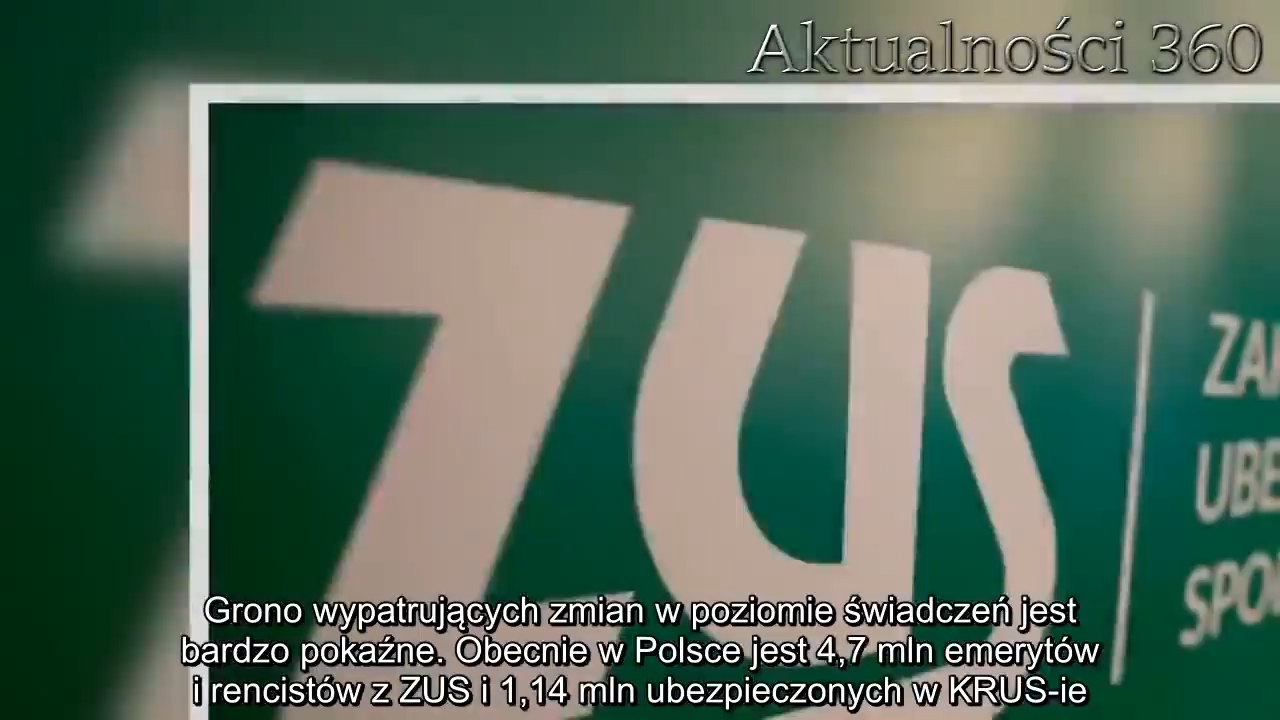 Aktualności 360
ZUS
Grono wypatrujących zmian w poziomie świadczeń jest
bardzo pokaźne. Obecnie w Polsce jest 4,7 mln emerytów
i rencistów z ZUS i 1,14 mln ubezpieczonych w KRUS-ie